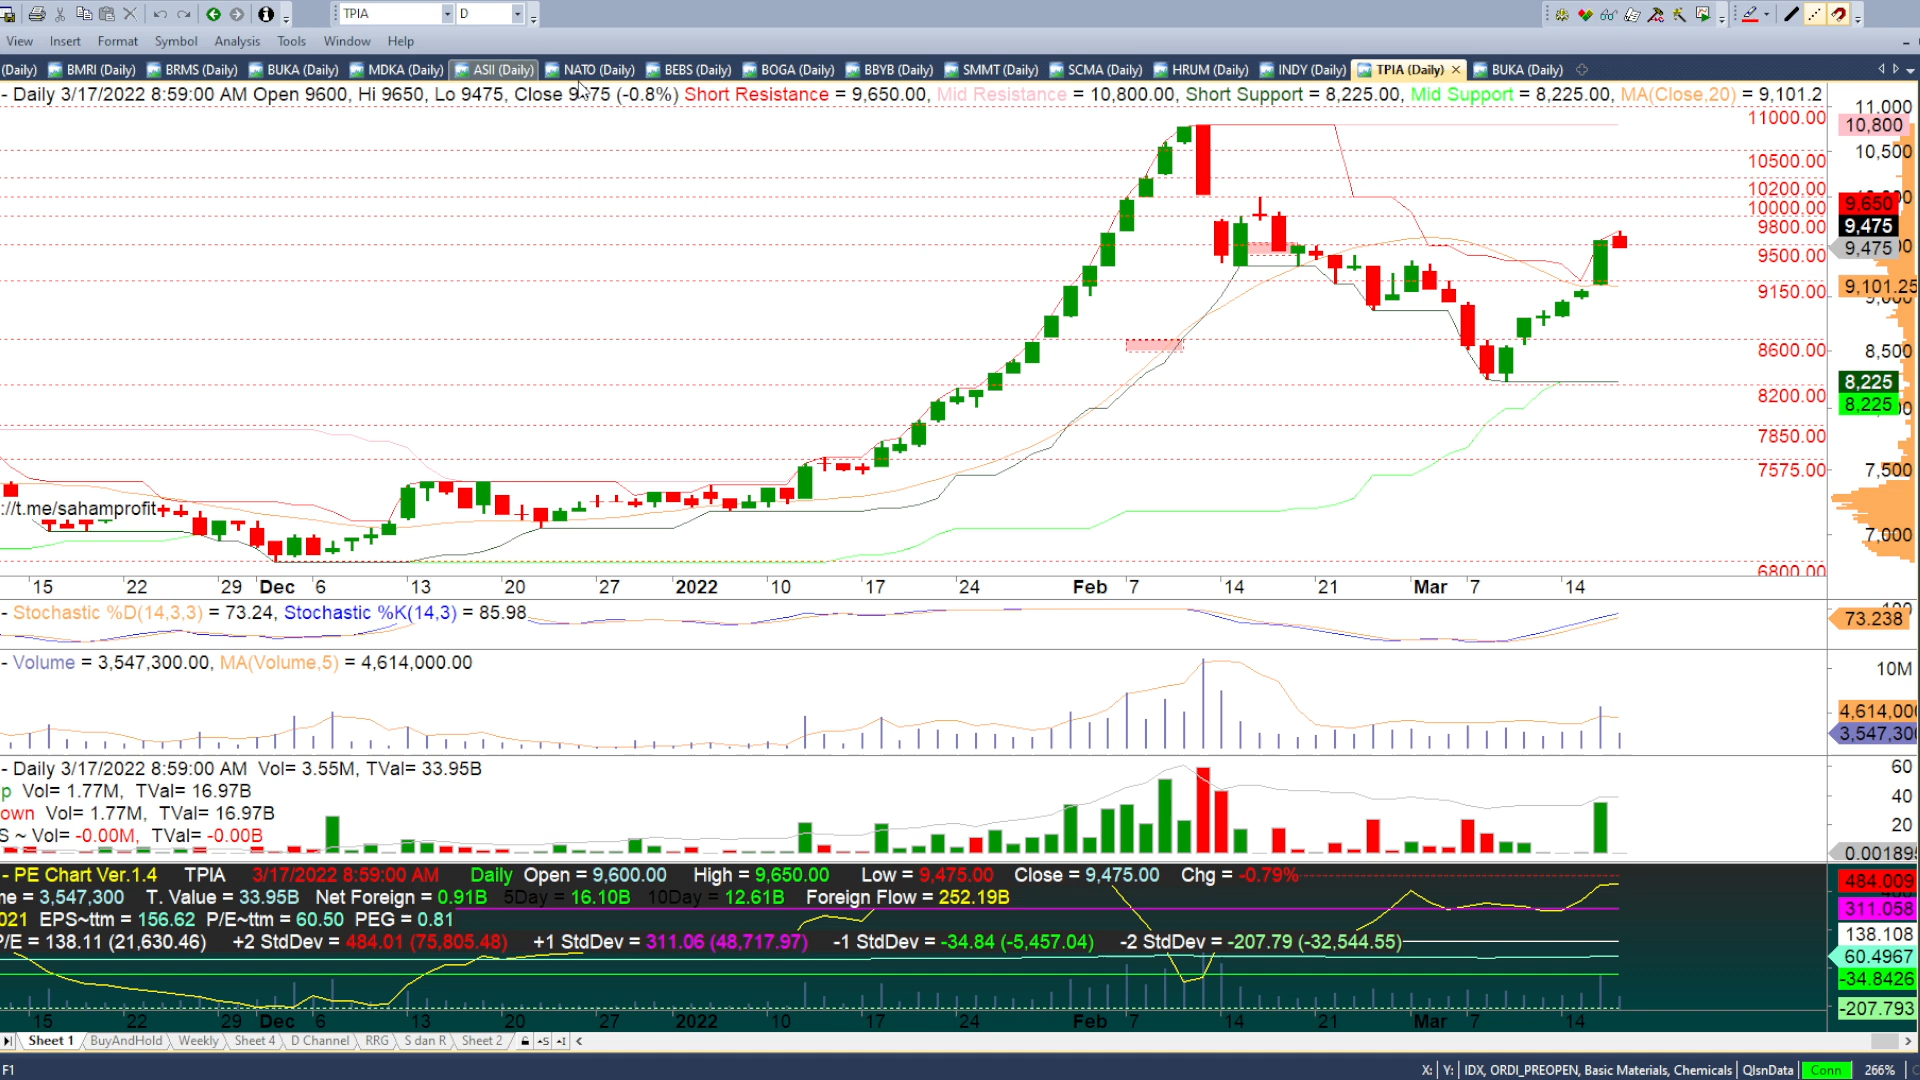 TPIA D
View Insert Format Symbol Analysis Tools Window Help
(Daily) BMRI (Daily) BRMS (Daily) BUKA (Daily) MDKA (Daily) ASII (Daily) NATO (Daily) BEBS (Daily) BOGA (Daily) BBYB (Daily) SMMT (Daily) SCMA (Daily) HRUM (Daily) INDY (Daily) TPIA (Daily) BUKA (Daily)
- Daily 3/17/2022 8:59:00 AM Open 9600, Hi 9650, Lo 9475, Close 9475 (-0.8%) Short Resistance = 9,650.00, Mid Resistance = 10,800.00, Short Support = 8,225.00, Mid Support = 8,225.00, MA(Close,20) = 9,101.2
11,000
11000.00
10,800
10500.00
10,500
10200.00
10000.00
9,650
9800.00
9,475
9500.00
9,475
9150.00
9,101.25
8600.00
8,500
8200.00
8,225
8,225
7850.00
7575.00
7,500
://t.me/sahamprofit
7,000
6800.00
15 22 29 Dec 6 13 20 27 2022 10 17 24 Feb 7 14 21 Mar 7 14
- Stochastic %D(14,3,3) = 73.24, Stochastic %K(14,3) = 85.98
73.238
- Volume = 3,547,300.00, MA(Volume,5) = 4,614,000.00
10M
4,614,000
3,547,300
- Daily 3/17/2022 8:59:00 AM Vol= 3.55M, TVal= 33.95B
p Vol= 1.77M, TVal= 16.97B
own Vol= 1.77M, TVal= 16.97B
S ~ Vol= -0.00M, TVal= -0.00B
60
40
20
0.001895
- PE Chart Ver.1.4 TPIA 3/17/2022 8:59:00 AM Daily Open = 9,600.00 High = 9,650.00 Low = 9,475.00 Close = 9,475.00 Chg = -0.79%
me = 3,547,300 T. Value = 33.95B Net Foreign = 0.91B 5Day = 16.10B 10Day = 12.61B Foreign Flow = 252.19B
021 EPS~ttm = 156.62 P/E~ttm = 60.50 PEG = 0.81
P/E = 138.11 (21,630.46) +2 StdDev = 484.01 (75,805.48) +1 StdDev = 311.06 (48,717.97) -1 StdDev = -34.84 (-5,457.04) -2 StdDev = -207.79 (-32,544.55)
484.009
311.058
138.108
60.4967
-34.8426
-207.793
15 22 29 Dec 6 13 20 27 2022 10 17 24 Feb 7 14 21 Mar 7 14
Sheet 1 BuyAndHold Weekly Sheet 4 D Channel RRG S dan R Sheet 2
F1 X: Y: IDX, ORDI_PREOPEN, Basic Materials, Chemicals QlsnData Conn 266%